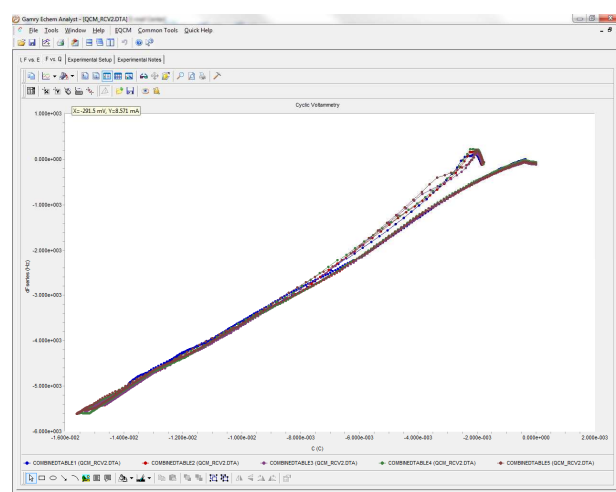 Gamry Echem Analyst - [QCM_RCV2.DTA]
File Tools Window Help EQCM Common Tools Quick Help
I, F vs. E F vs. Q Experimental Setup Experimental Notes
X= -291.5 mV, Y=8.571 mA
Cyclic Voltammetry
1.000e+003
0.000e+000
-1.000e+003
-2.000e+003
-3.000e+003
-4.000e+003
-5.000e+003
-6.000e+003
dFseries (Hz)
-1.600e-002 -1.400e-002 -1.200e-002 -1.000e-002 -8.000e-003 -6.000e-003 -4.000e-003 -2.000e-003 0.000e+000 2.000e-003
C (C)
COMBINEDTABLE1 (QCM_RCV2.DTA) COMBINEDTABLE2 (QCM_RCV2.DTA) COMBINEDTABLE3 (QCM_RCV2.DTA) COMBINEDTABLE4 (QCM_RCV2.DTA) COMBINEDTABLE5 (QCM_RCV2.DTA)